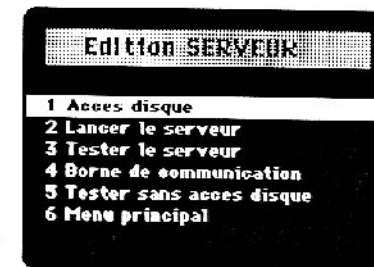 Edition SERVEUR
1 Acces disque
2 Lancer le serveur
3 Tester le serveur
4 Borne de communication
5 Tester sans acces disque
6 Menu principal